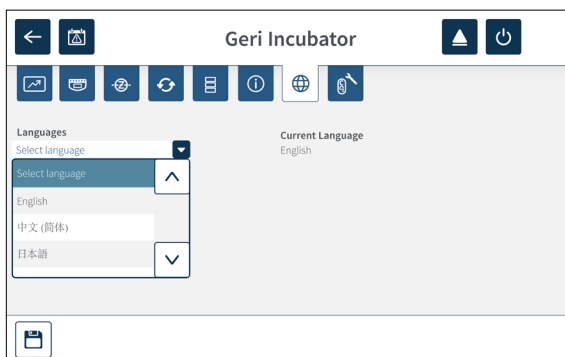 Geri Incubator
Languages
Select language
Select language
English
中文 (简体)
日本語
Current Language
English